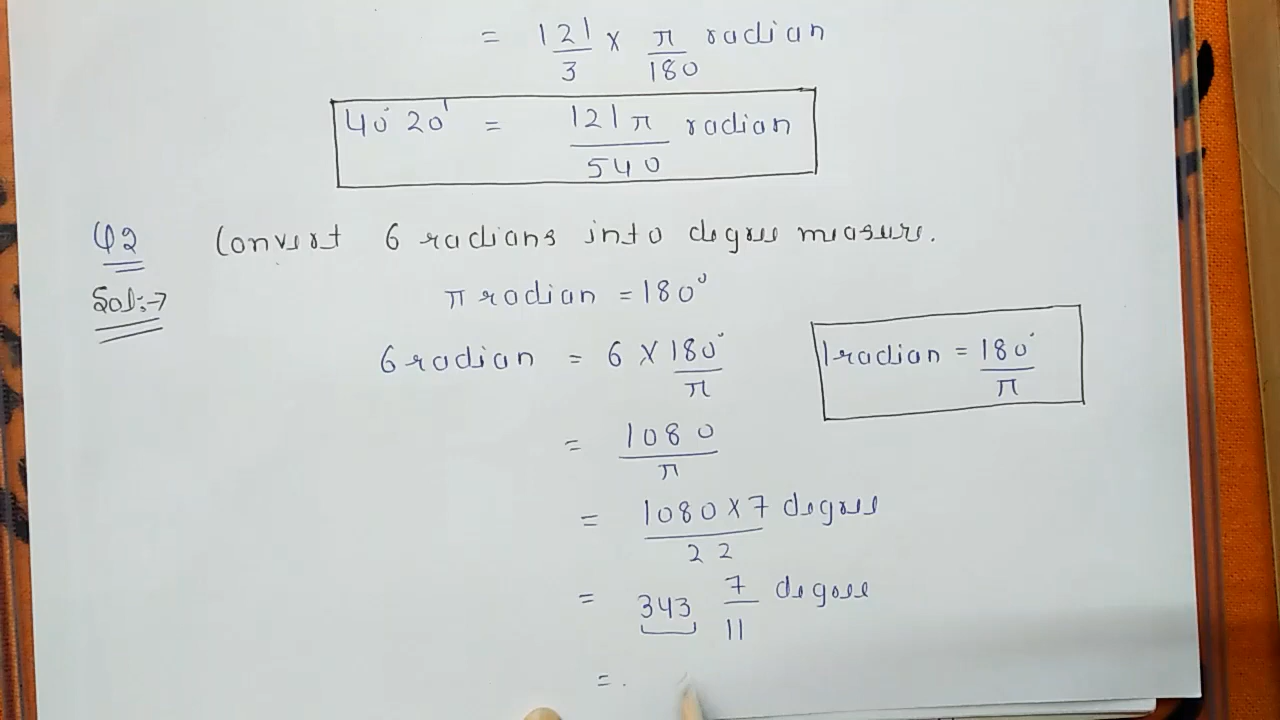 = 121/3 × π/180 radian
40° 20' = 121π/540 radian
Q2 Convert 6 radians into degree measure.
Sol:→ π radian = 180°
6 radian = 6 × 180°/π
1 radian = 180°/π
= 1080/π
= 1080×7/22 degree
= 343 7/11 degree
= .